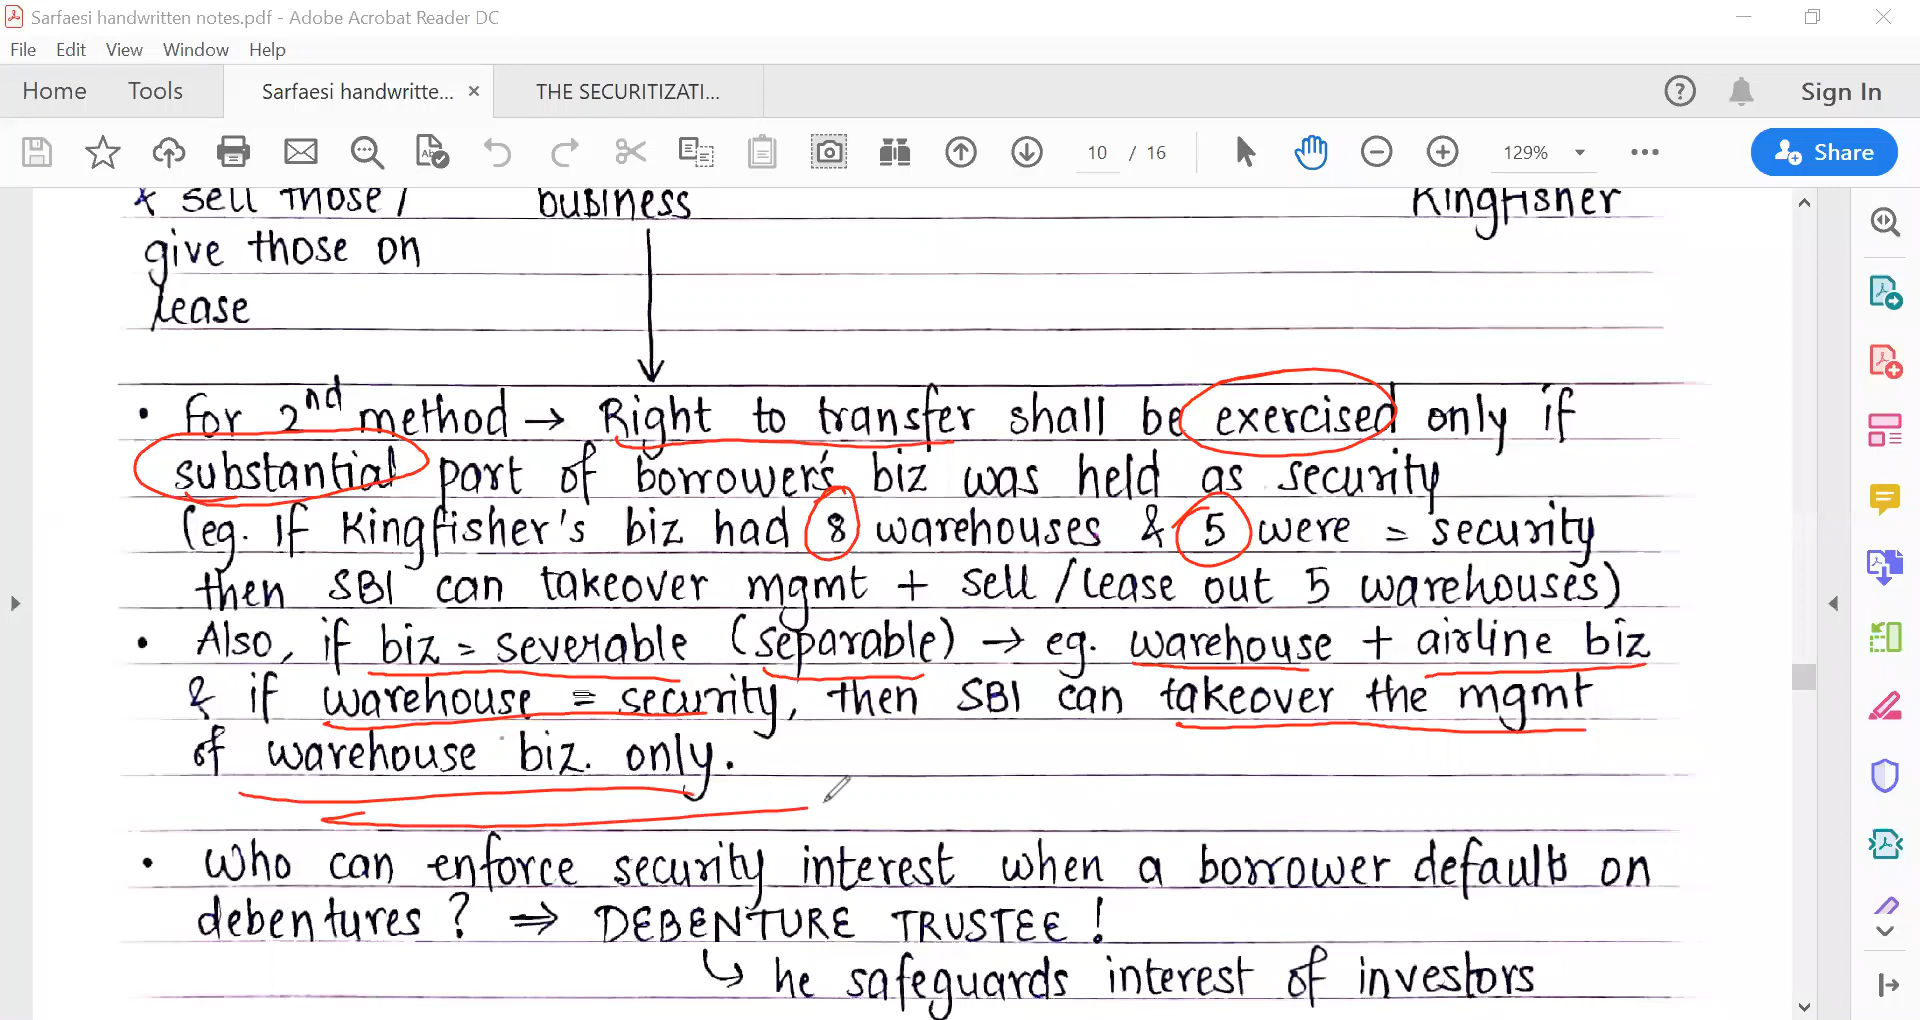 Sarfaesi handwritten notes.pdf - Adobe Acrobat Reader DC
File Edit View Window Help
Home Tools Sarfaesi handwritte... × THE SECURITIZATI... Sign In
10 / 16 129% Share
& sell those / business Kingfisher
give those on
lease
• For 2nd method → Right to transfer shall be exercised only if
substantial part of borrower's biz was held as security
(eg. If Kingfisher's biz had 8 warehouses & 5 were = security
then SBI can takeover mgmt + sell / lease out 5 warehouses)
• Also, if biz = severable (separable) → eg. warehouse + airline biz
& if warehouse = security, then SBI can takeover the mgmt
of warehouse biz. only.
• Who can enforce security interest when a borrower defaults on
debentures? ⇒ DEBENTURE TRUSTEE!
↳ he safeguards interest of investors